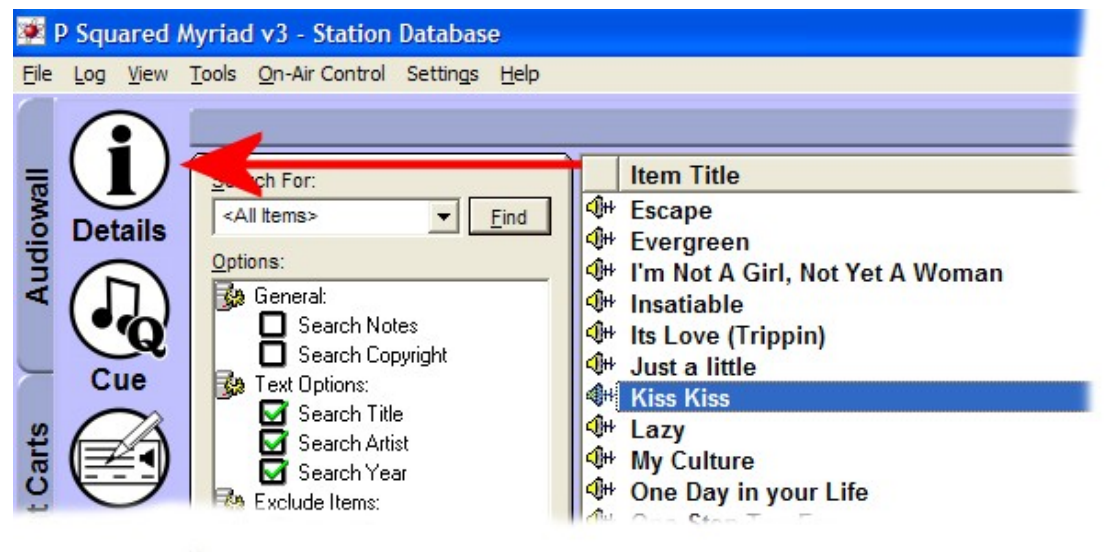 P Squared Myriad v3 - Station Database
File Log View Tools On-Air Control Settings Help
Audiowall
Details
Cue
Carts
For:
<All Items>
Find
Options:
General:
Search Notes
Search Copyright
Text Options:
Search Title
Search Artist
Search Year
Exclude Items:
Item Title
Escape
Evergreen
I'm Not A Girl, Not Yet A Woman
Insatiable
Its Love (Trippin)
Just a little
Kiss Kiss
Lazy
My Culture
One Day in your Life